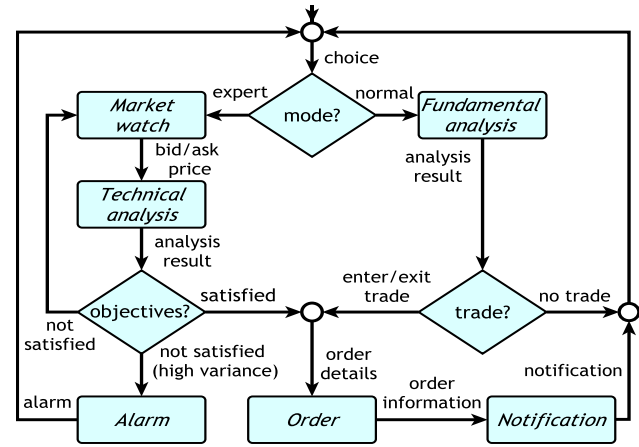 choice
expert
mode?
normal
Market
watch
Fundamental
analysis
bid/ask
price
analysis
result
Technical
analysis
analysis
result
enter/exit
trade
objectives?
satisfied
trade?
no trade
not
satisfied
not satisfied
(high variance)
order
details
order
information
notification
alarm
Alarm
Order
Notification